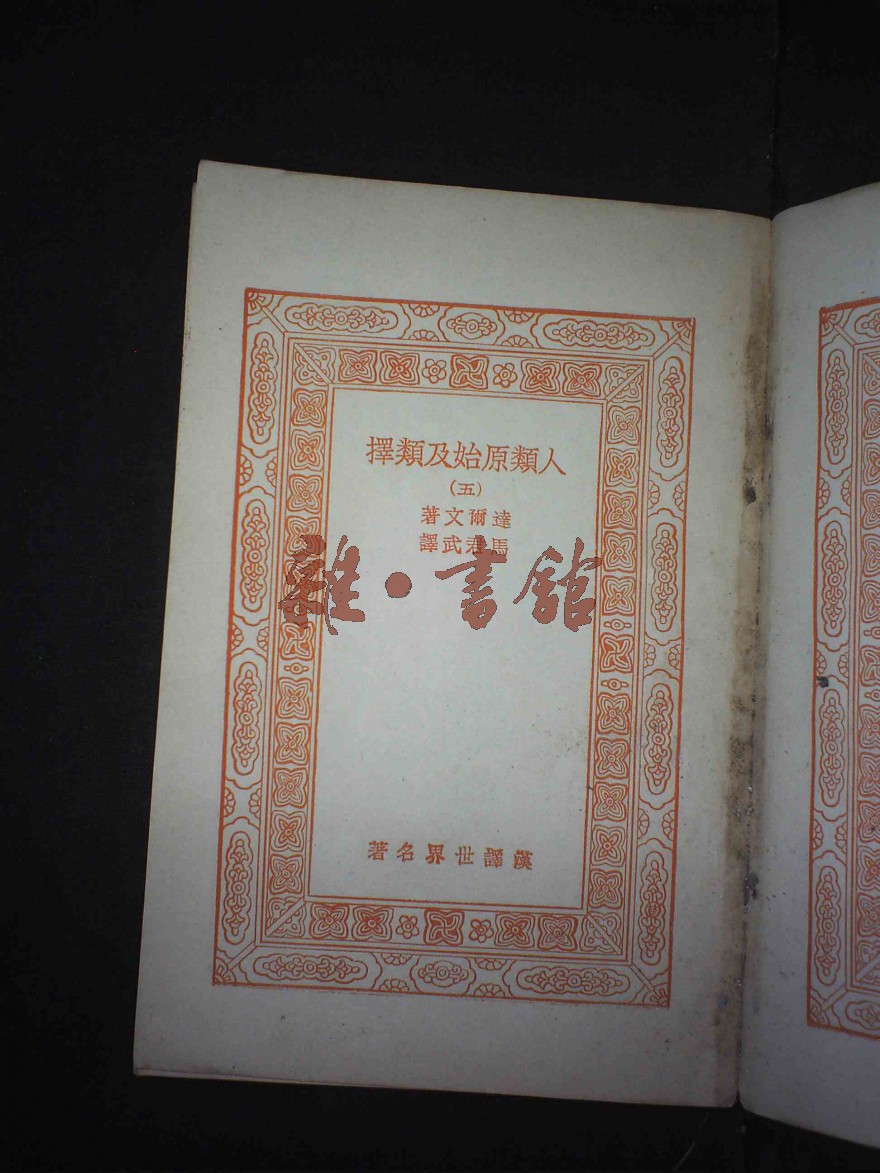 人類原始及類擇
(五)
達爾文著
馬君武譯
雜·書館
漢譯世界名著